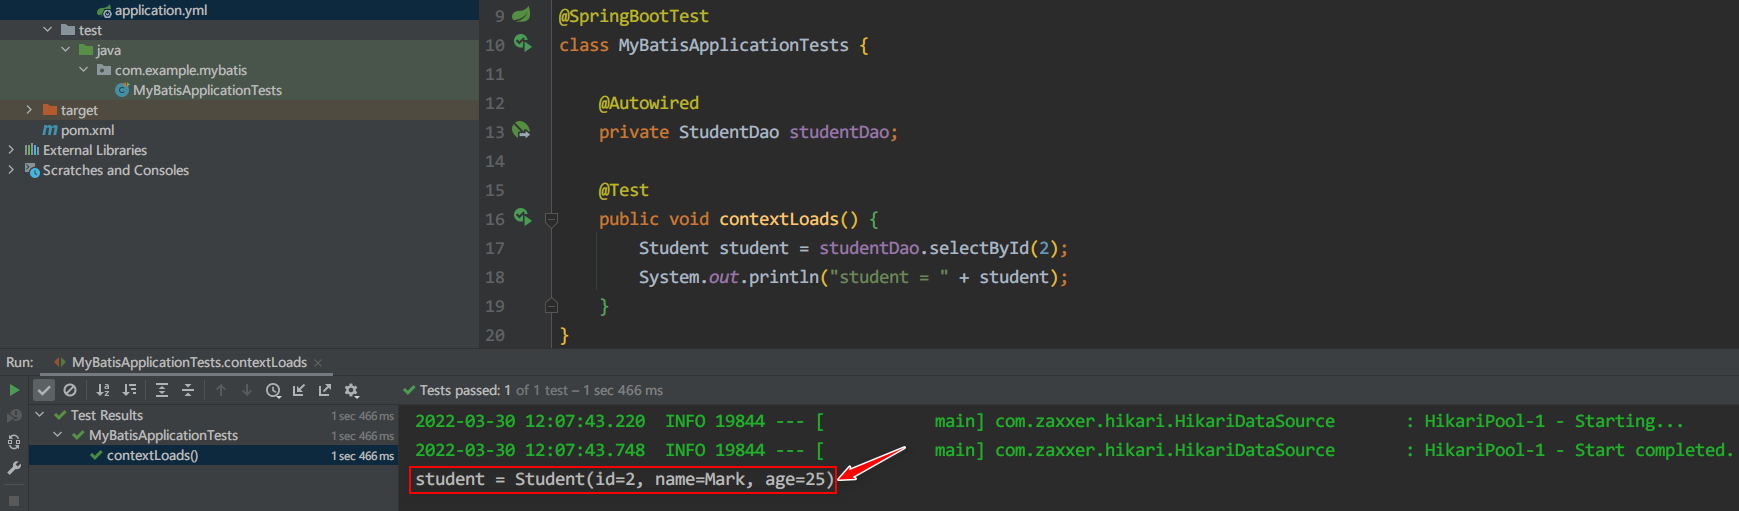 application.yml
test
java
com.example.mybatis
MyBatisApplicationTests
target
pom.xml
External Libraries
Scratches and Consoles
9 @SpringBootTest
10 class MyBatisApplicationTests {
11
12 @Autowired
13 private StudentDao studentDao;
14
15 @Test
16 public void contextLoads() {
17 Student student = studentDao.selectById(2);
18 System.out.println("student = " + student);
19 }
20 }
Run: MyBatisApplicationTests.contextLoads
Tests passed: 1 of 1 test – 1 sec 466 ms
Test Results 1 sec 466 ms
MyBatisApplicationTests 1 sec 466 ms
contextLoads() 1 sec 466 ms
2022-03-30 12:07:43.220 INFO 19844 --- [ main] com.zaxxer.hikari.HikariDataSource : HikariPool-1 - Starting...
2022-03-30 12:07:43.748 INFO 19844 --- [ main] com.zaxxer.hikari.HikariDataSource : HikariPool-1 - Start completed.
student = Student(id=2, name=Mark, age=25)